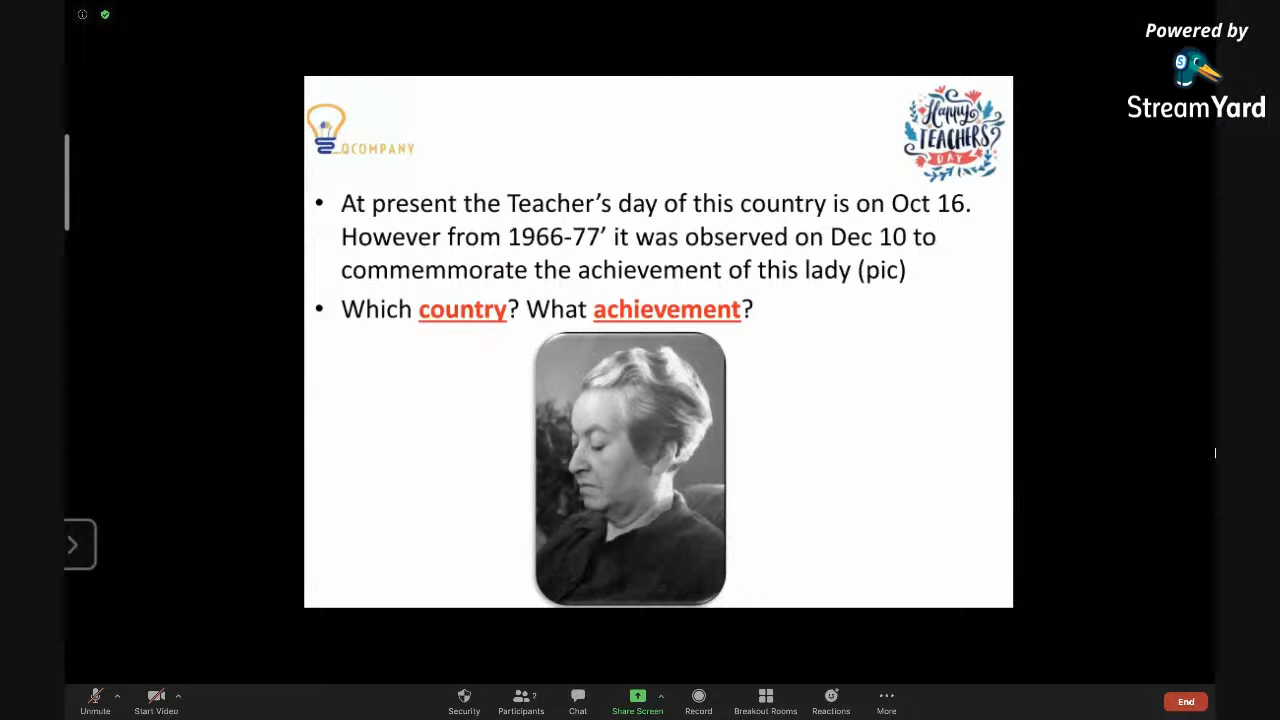 Powered by
StreamYard
QCOMPANY
Happy
TEACHERS'
DAY
• At present the Teacher’s day of this country is on Oct 16.
However from 1966-77’ it was observed on Dec 10 to
commemmorate the achievement of this lady (pic)
• Which country? What achievement?
Unmute
Start Video
Security
Participants
2
Chat
Share Screen
Record
Breakout Rooms
Reactions
More
End